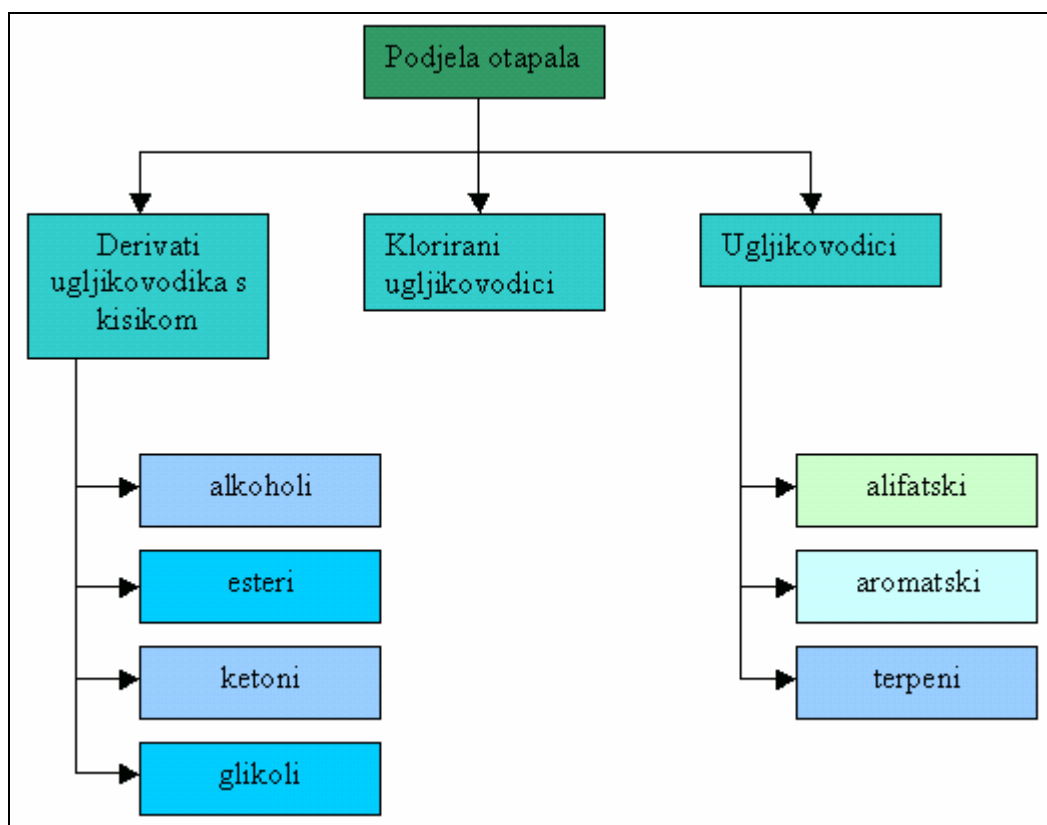 Podjela otapala
Derivati
ugljikovodika s
kisikom
Klorirani
ugljikovodici
Ugljikovodici
alkoholi
esteri
ketoni
glikoli
alifatski
aromatski
terpeni